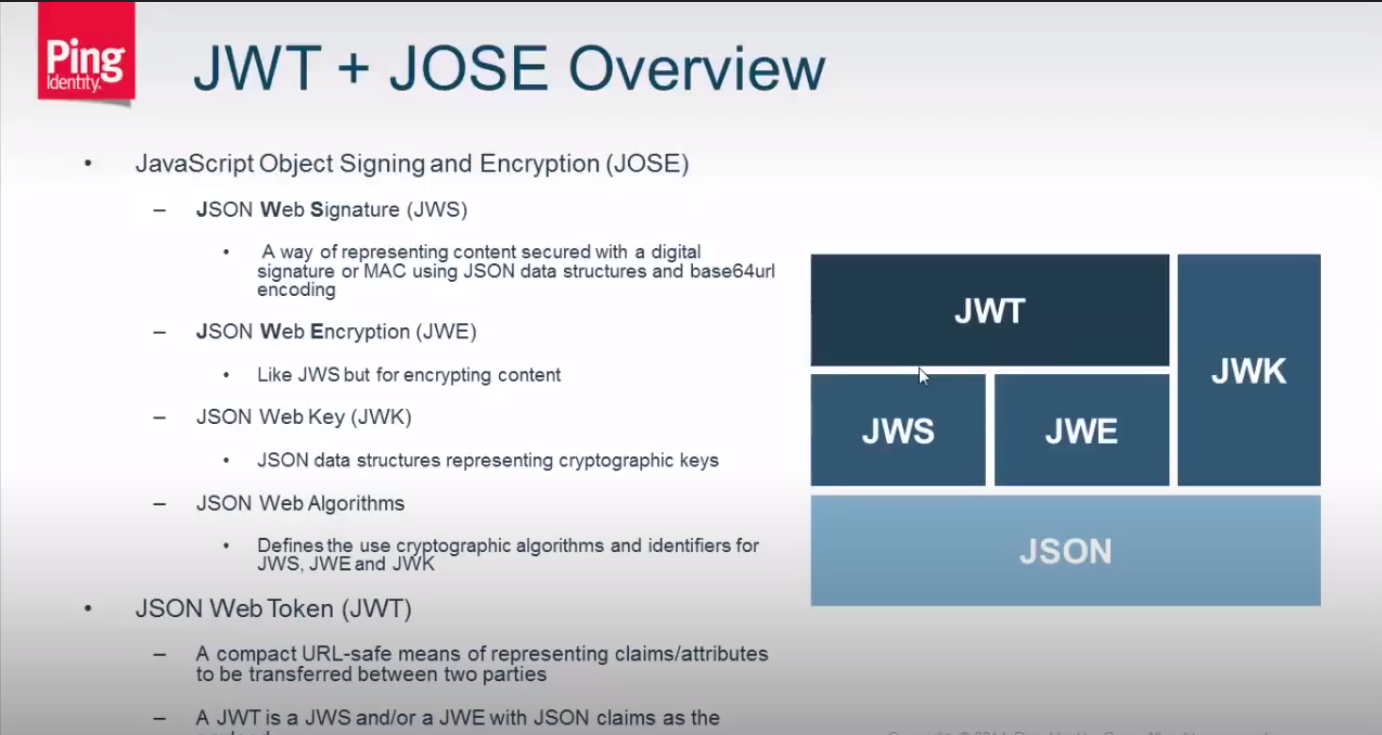 Ping
Identity.
JWT + JOSE Overview
• JavaScript Object Signing and Encryption (JOSE)
– JSON Web Signature (JWS)
• A way of representing content secured with a digital
signature or MAC using JSON data structures and base64url
encoding
– JSON Web Encryption (JWE)
• Like JWS but for encrypting content
– JSON Web Key (JWK)
• JSON data structures representing cryptographic keys
– JSON Web Algorithms
• Defines the use cryptographic algorithms and identifiers for
JWS, JWE and JWK
• JSON Web Token (JWT)
– A compact URL-safe means of representing claims/attributes
to be transferred between two parties
– A JWT is a JWS and/or a JWE with JSON claims as the
JWT
JWK
JWS
JWE
JSON